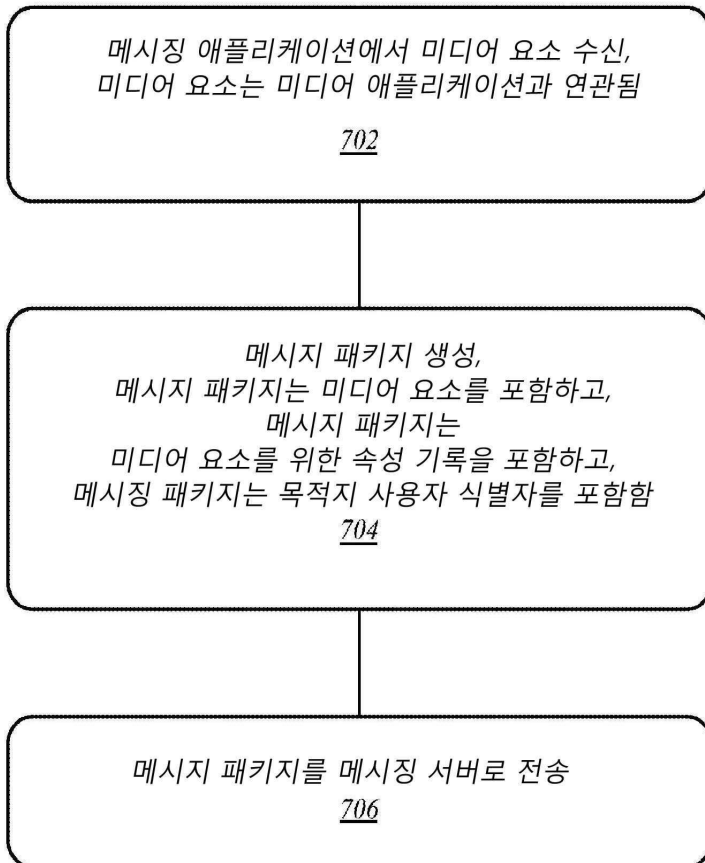 메시징 애플리케이션에서 미디어 요소 수신,
미디어 요소는 미디어 애플리케이션과 연관됨
702
메시지 패키지 생성,
메시지 패키지는 미디어 요소를 포함하고,
메시지 패키지는
미디어 요소를 위한 속성 기록을 포함하고,
메시징 패키지는 목적지 사용자 식별자를 포함함
704
메시지 패키지를 메시징 서버로 전송
706